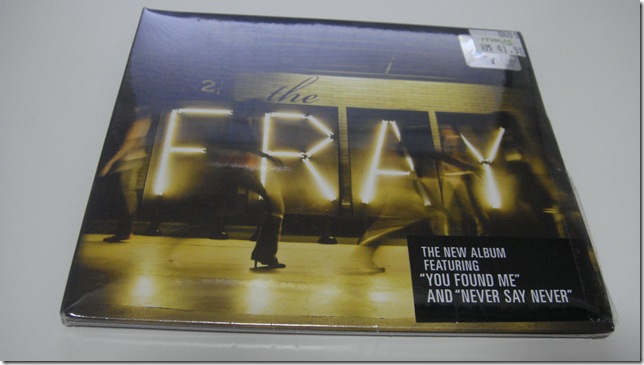 the
FRAY
THE NEW ALBUM
FEATURING
"YOU FOUND ME"
AND "NEVER SAY NEVER"